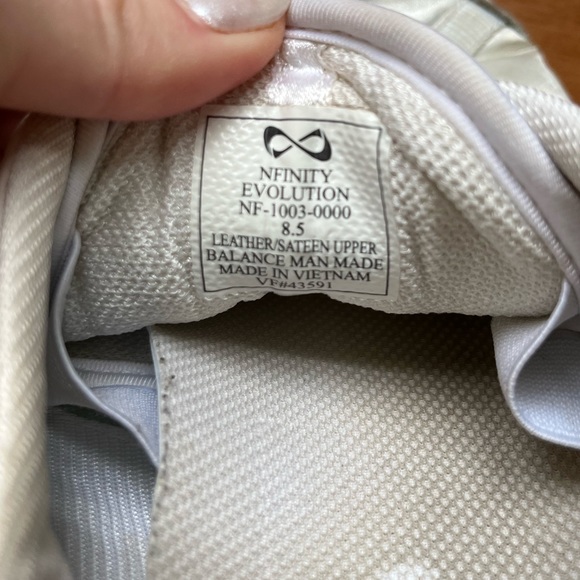 NFINITY
EVOLUTION
NF-1003-0000
8.5
LEATHER/SATEEN UPPER
BALANCE MAN MADE
MADE IN VIETNAM
VF#43591